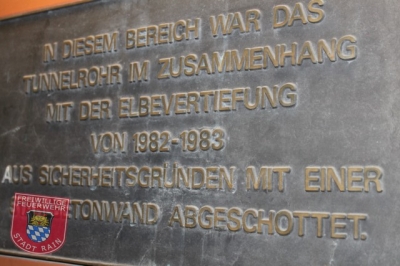 IN DIESEM BEREICH WAR DAS
TUNNELROHR IM ZUSAMMENHANG
MIT DER ELBEVERTIEFUNG
VON 1982-1983
AUS SICHERHEITSGRÜNDEN MIT EINER
ETONWAND ABGESCHOTTET.
FREIWILLIGE
FEUERWEHR
STADT RAIN